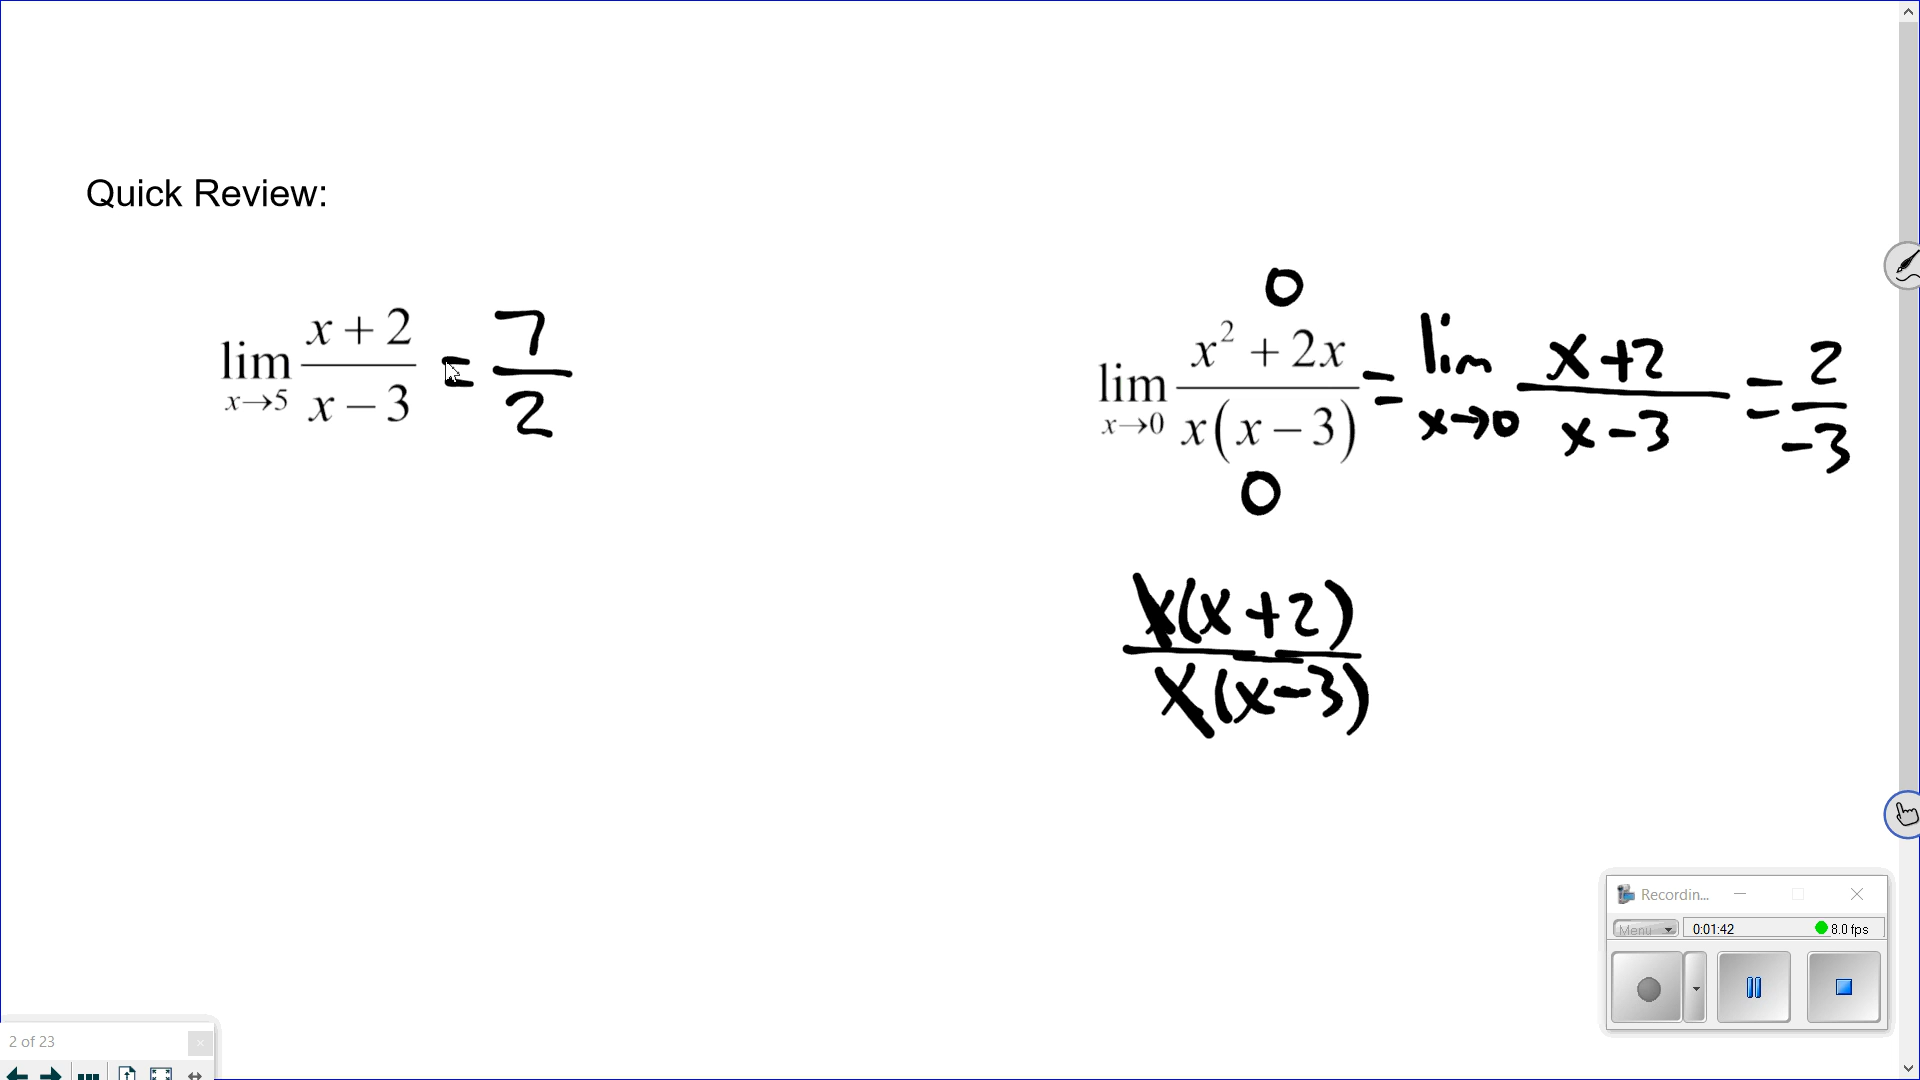 Quick Review:
lim x→5 (x + 2)/(x − 3) = 7/2
0
lim x→0 (x² + 2x)/(x(x − 3)) = lim x→0 (x+2)/(x−3) = 2/−3
0
x(x+2)
x(x−3)
Recordin...
Menu 0:01:42 8.0 fps
2 of 23